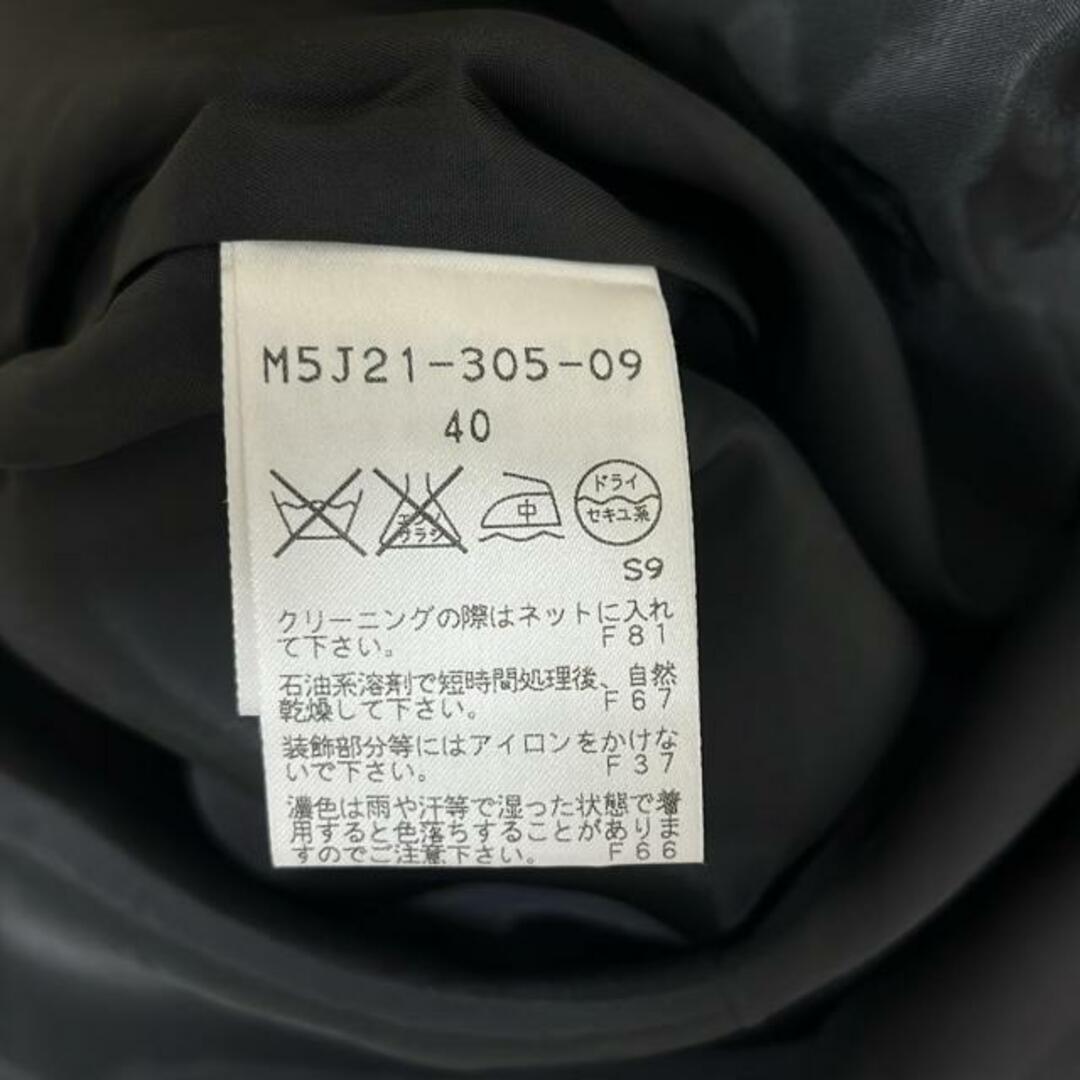 M5J21-305-09
40
エンソ
サラシ
中
ドライ
セキユ系
S9
クリーニングの際はネットに入れ
て下さい。 F81
石油系溶剤で短時間処理後、自然
乾燥して下さい。 F67
装飾部分等にはアイロンをかけな
いで下さい。 F37
濃色は雨や汗等で湿った状態で着
用すると色落ちすることがありま
すのでご注意下さい。 F66